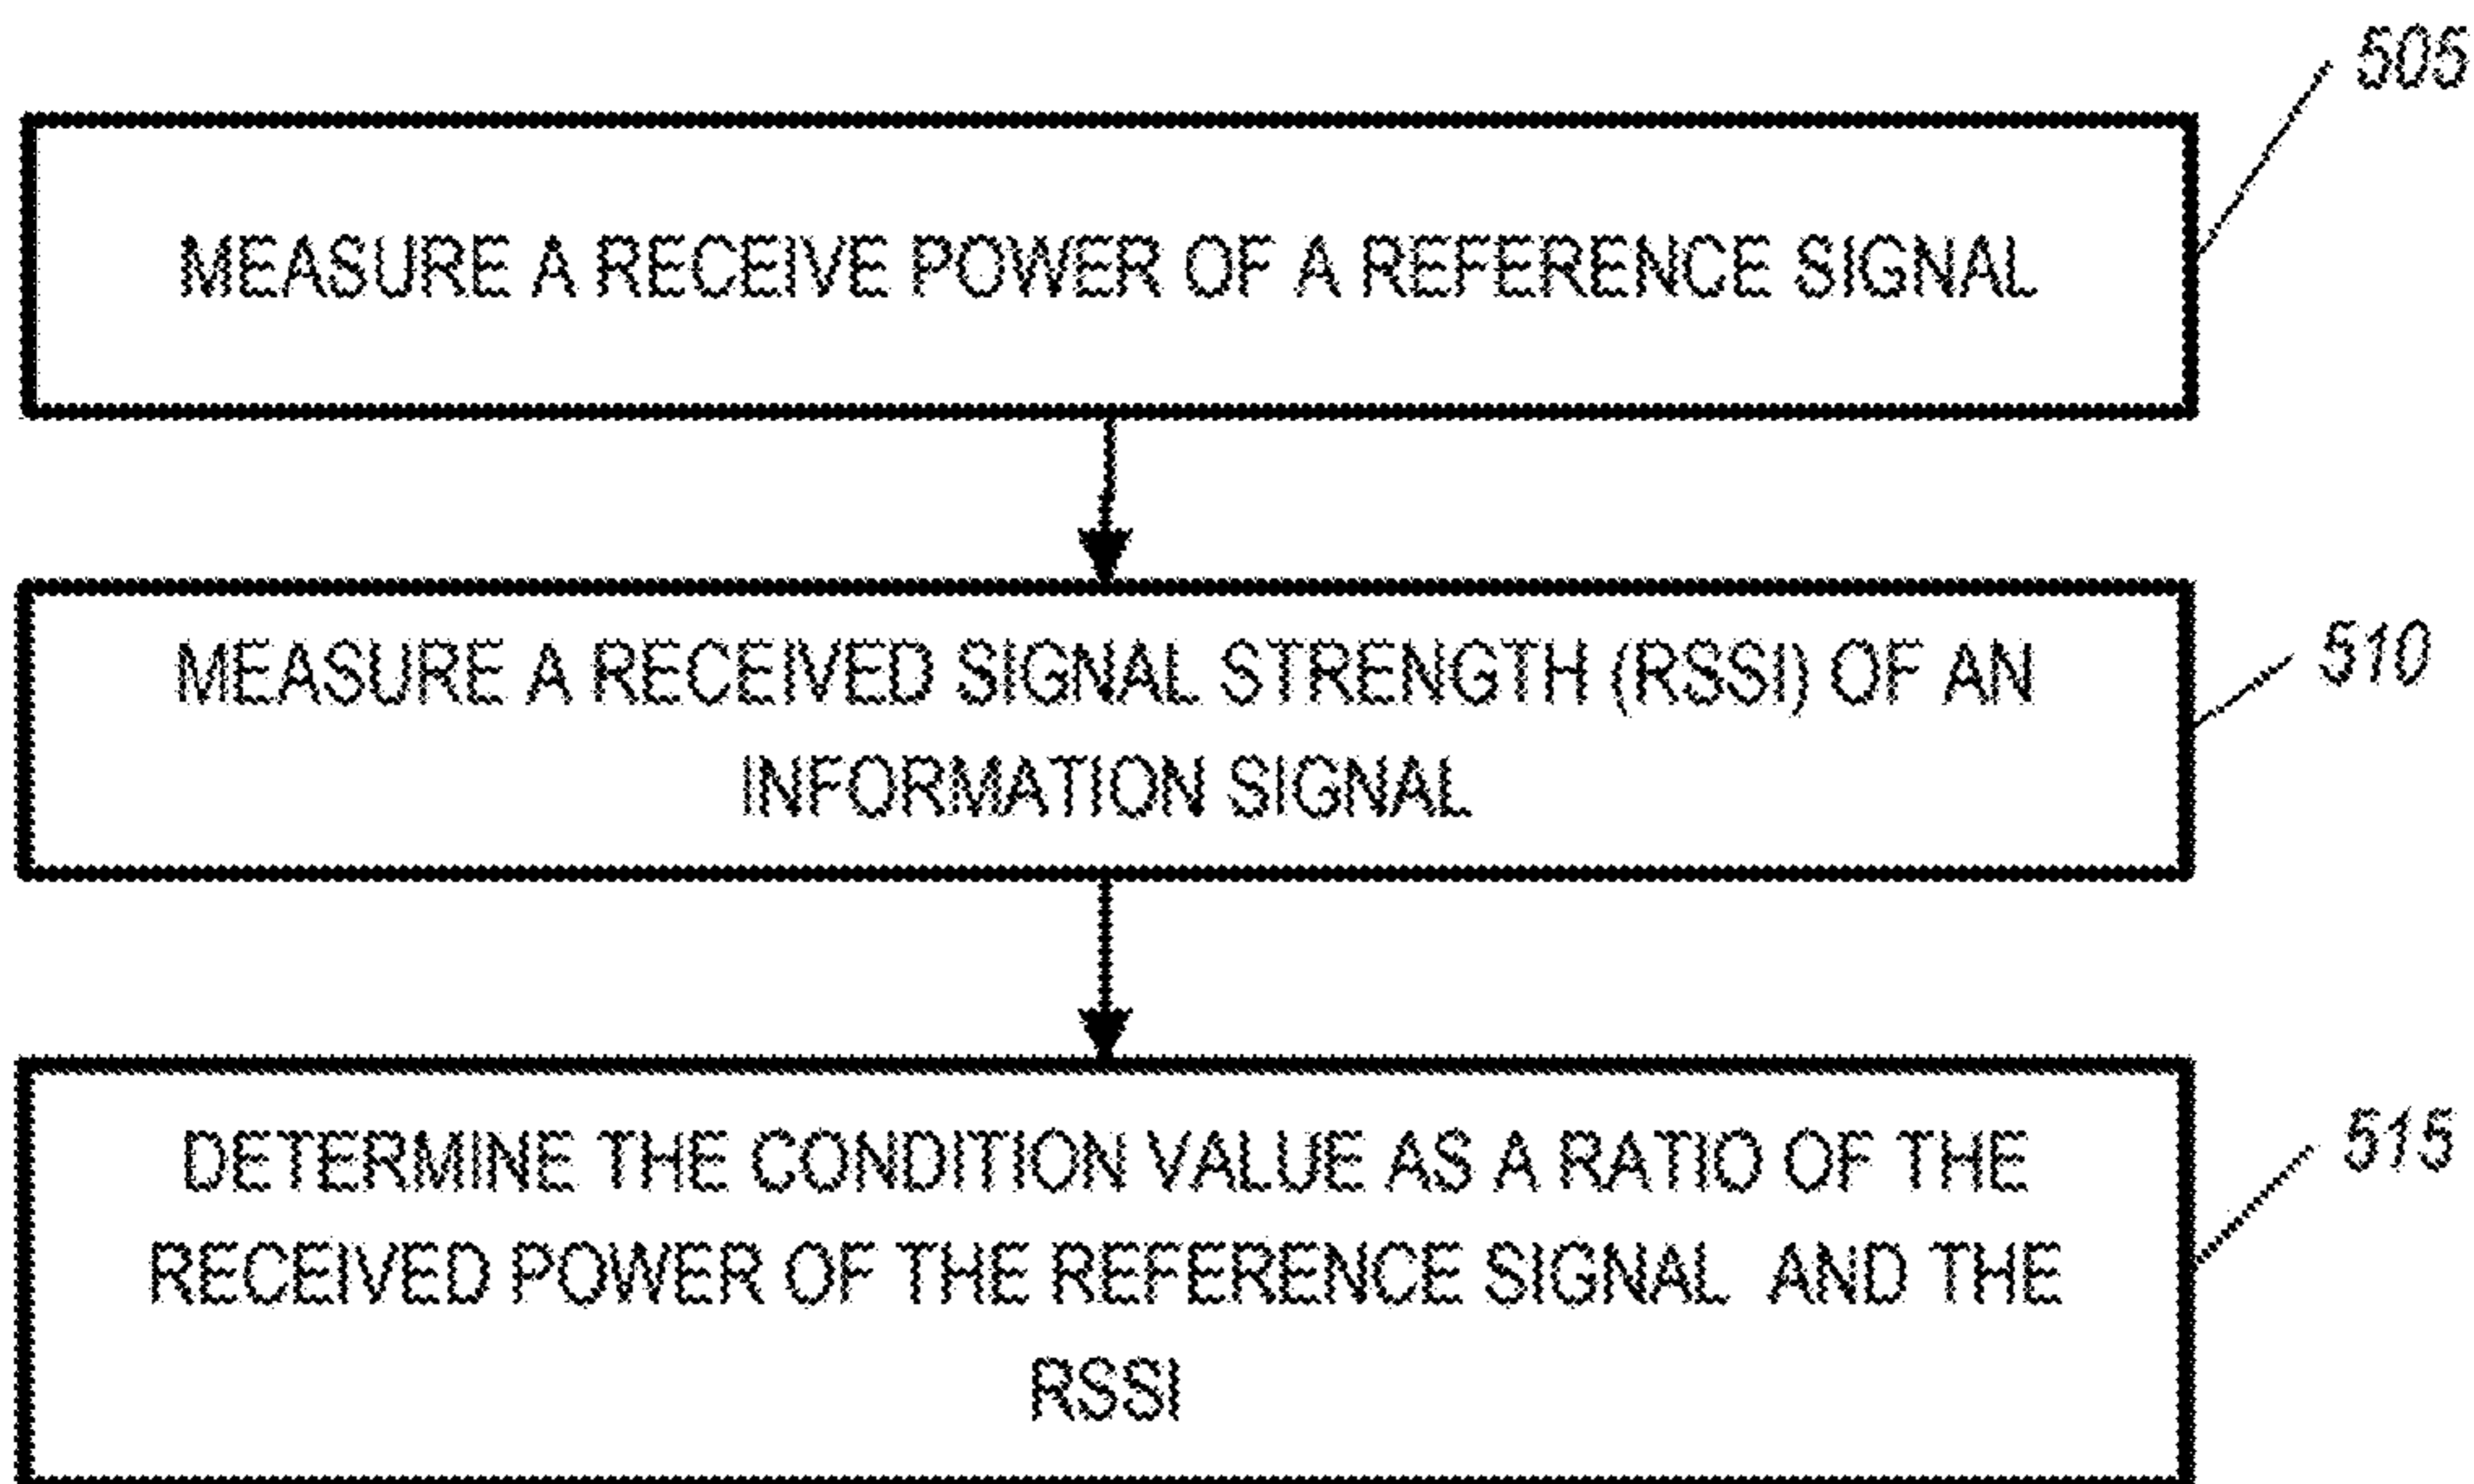 505
MEASURE A RECEIVE POWER OF A REFERENCE SIGNAL
MEASURE A RECEIVED SIGNAL STRENGTH (RSSI) OF AN
INFORMATION SIGNAL
510
DETERMINE THE CONDITION VALUE AS A RATIO OF THE
RECEIVED POWER OF THE REFERENCE SIGNAL AND THE
RSSI
515